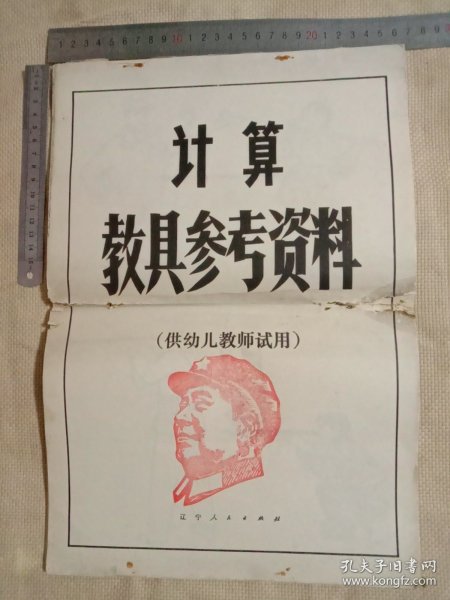 计算
教具参考资料
(供幼儿教师试用)
辽宁人民出版社
孔夫子旧书网
www.kongfz.com